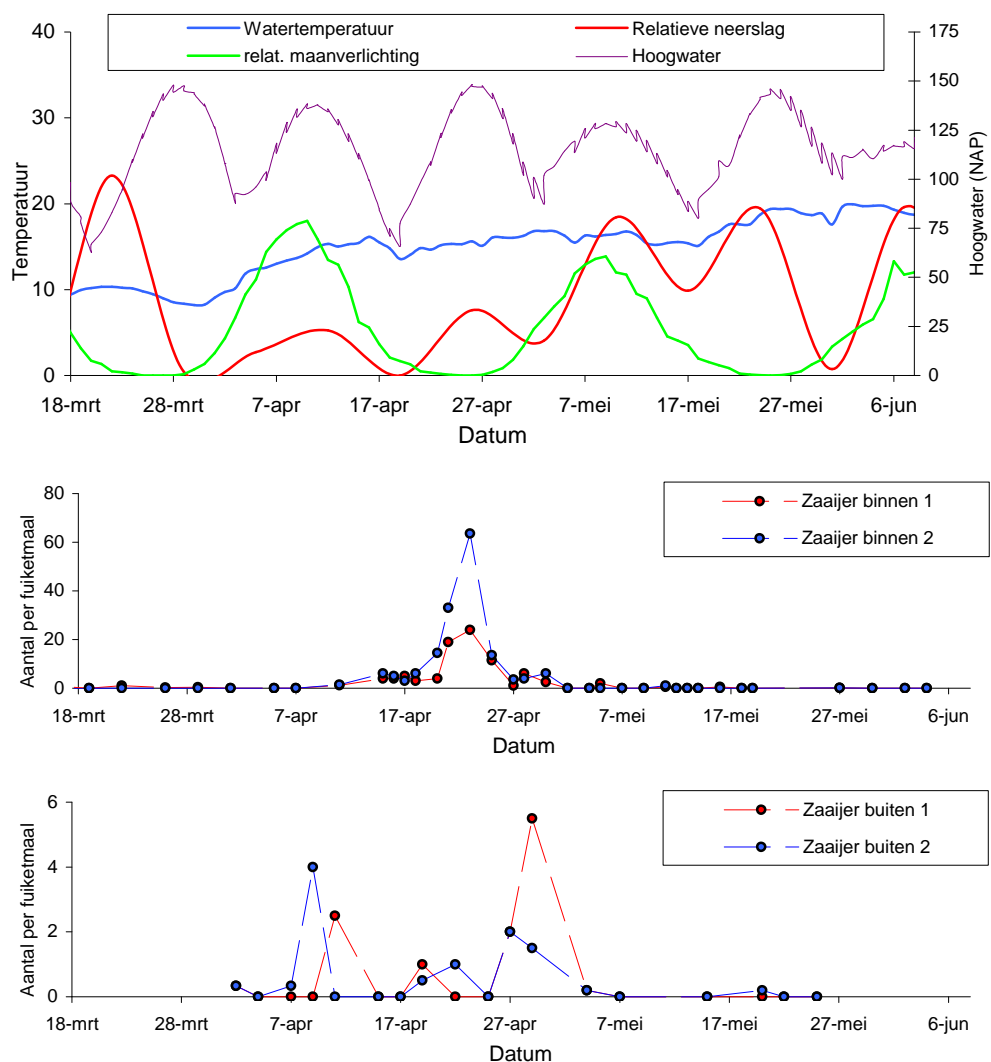 Watertemperatuur Relatieve neerslag
relat. maanverlichting Hoogwater
Temperatuur
Hoogwater (NAP)
40 30 20 10 0
175 150 125 100 75 50 25 0
18-mrt 28-mrt 7-apr 17-apr 27-apr 7-mei 17-mei 27-mei 6-jun
Datum
Zaaijer binnen 1
Zaaijer binnen 2
Aantal per fuiketmaal
80 60 40 20 0
18-mrt 28-mrt 7-apr 17-apr 27-apr 7-mei 17-mei 27-mei 6-jun
Datum
Zaaijer buiten 1
Zaaijer buiten 2
Aantal per fuiketmaal
6 4 2 0
18-mrt 28-mrt 7-apr 17-apr 27-apr 7-mei 17-mei 27-mei 6-jun
Datum